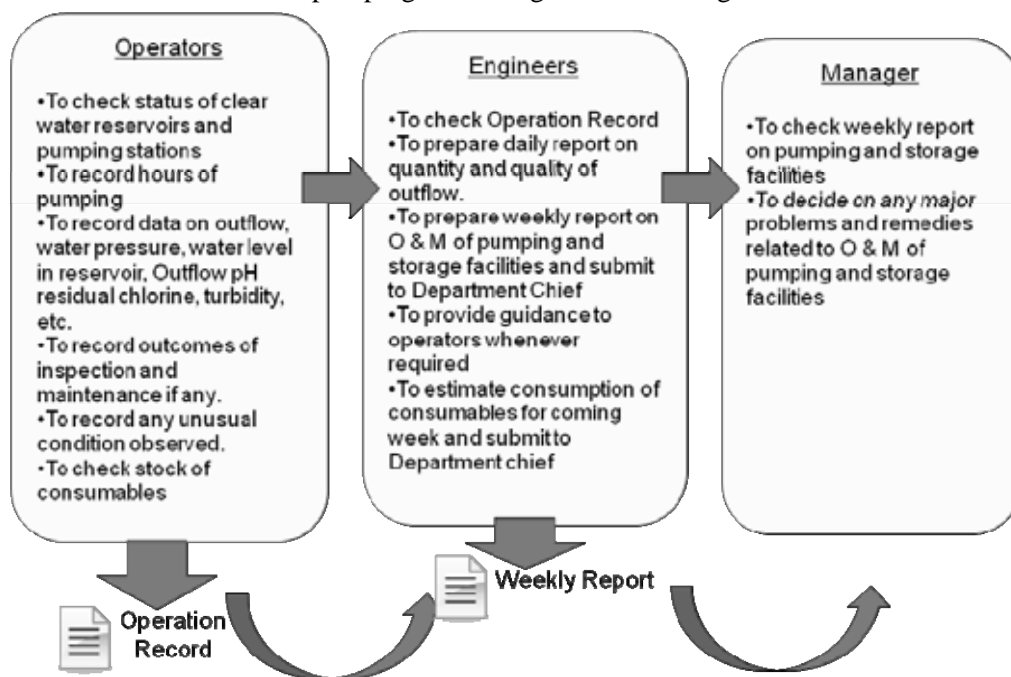 Operators
•To check status of clear
water reservoirs and
pumping stations
•To record hours of
pumping
•To record data on outflow,
water pressure, water level
in reservoir, Outflow pH
residual chlorine, turbidity,
etc.
•To record outcomes of
inspection and
maintenance if any.
•To record any unusual
condition observed.
•To check stock of
consumables
Engineers
•To check Operation Record
•To prepare daily report on
quantity and quality of
outflow.
•To prepare weekly report on
O & M of pumping and
storage facilities and submit
to Department Chief
•To provide guidance to
operators whenever
required
•To estimate consumption of
consumables for coming
week and submit to
Department chief
Manager
•To check weekly report
on pumping and storage
facilities
•To decide on any major
problems and remedies
related to O & M of
pumping and storage
facilities
Operation
Record
Weekly Report